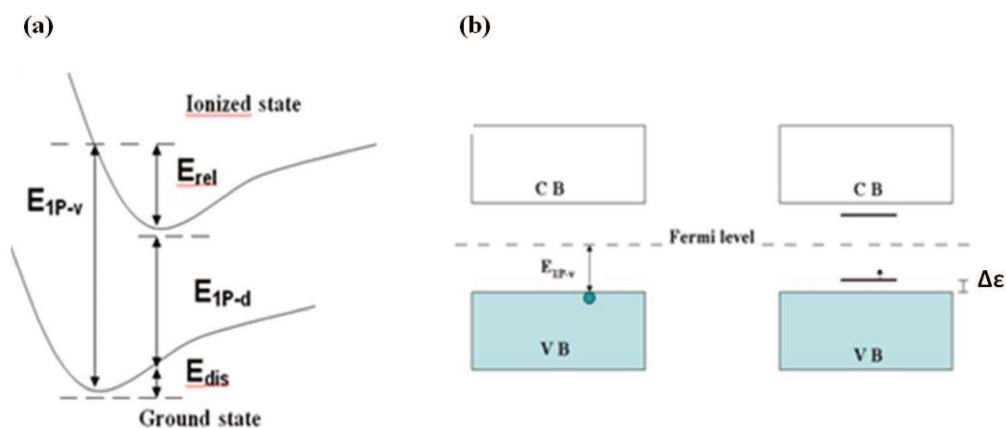 (a)
Ionized state
E1P-v
Erel
E1P-d
Edis
Ground state
(b)
C B
C B
Fermi level
E1P-v
Δε
V B
V B